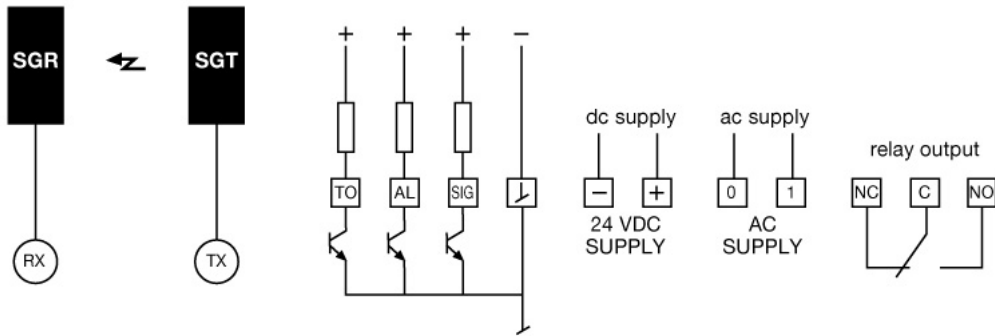 SGR
SGT
RX
TX
+ + + −
TO AL SIG
dc supply
− +
24 VDC
SUPPLY
ac supply
0 1
AC
SUPPLY
relay output
NC C NO